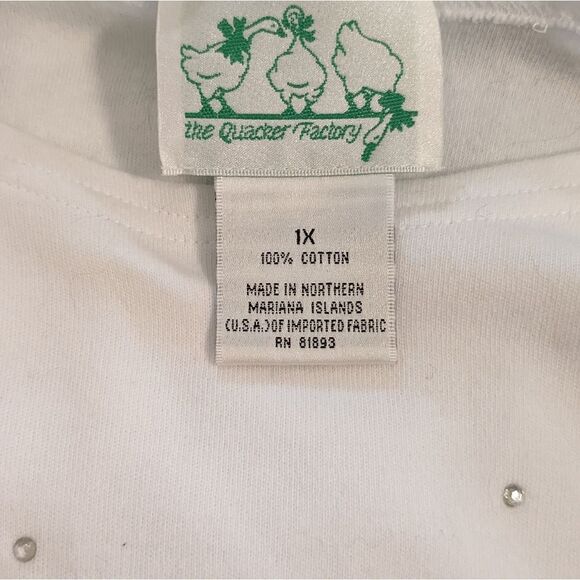 the Quacker Factory
1X
100% COTTON
MADE IN NORTHERN
MARIANA ISLANDS
(U.S.A.)OF IMPORTED FABRIC
RN 81893